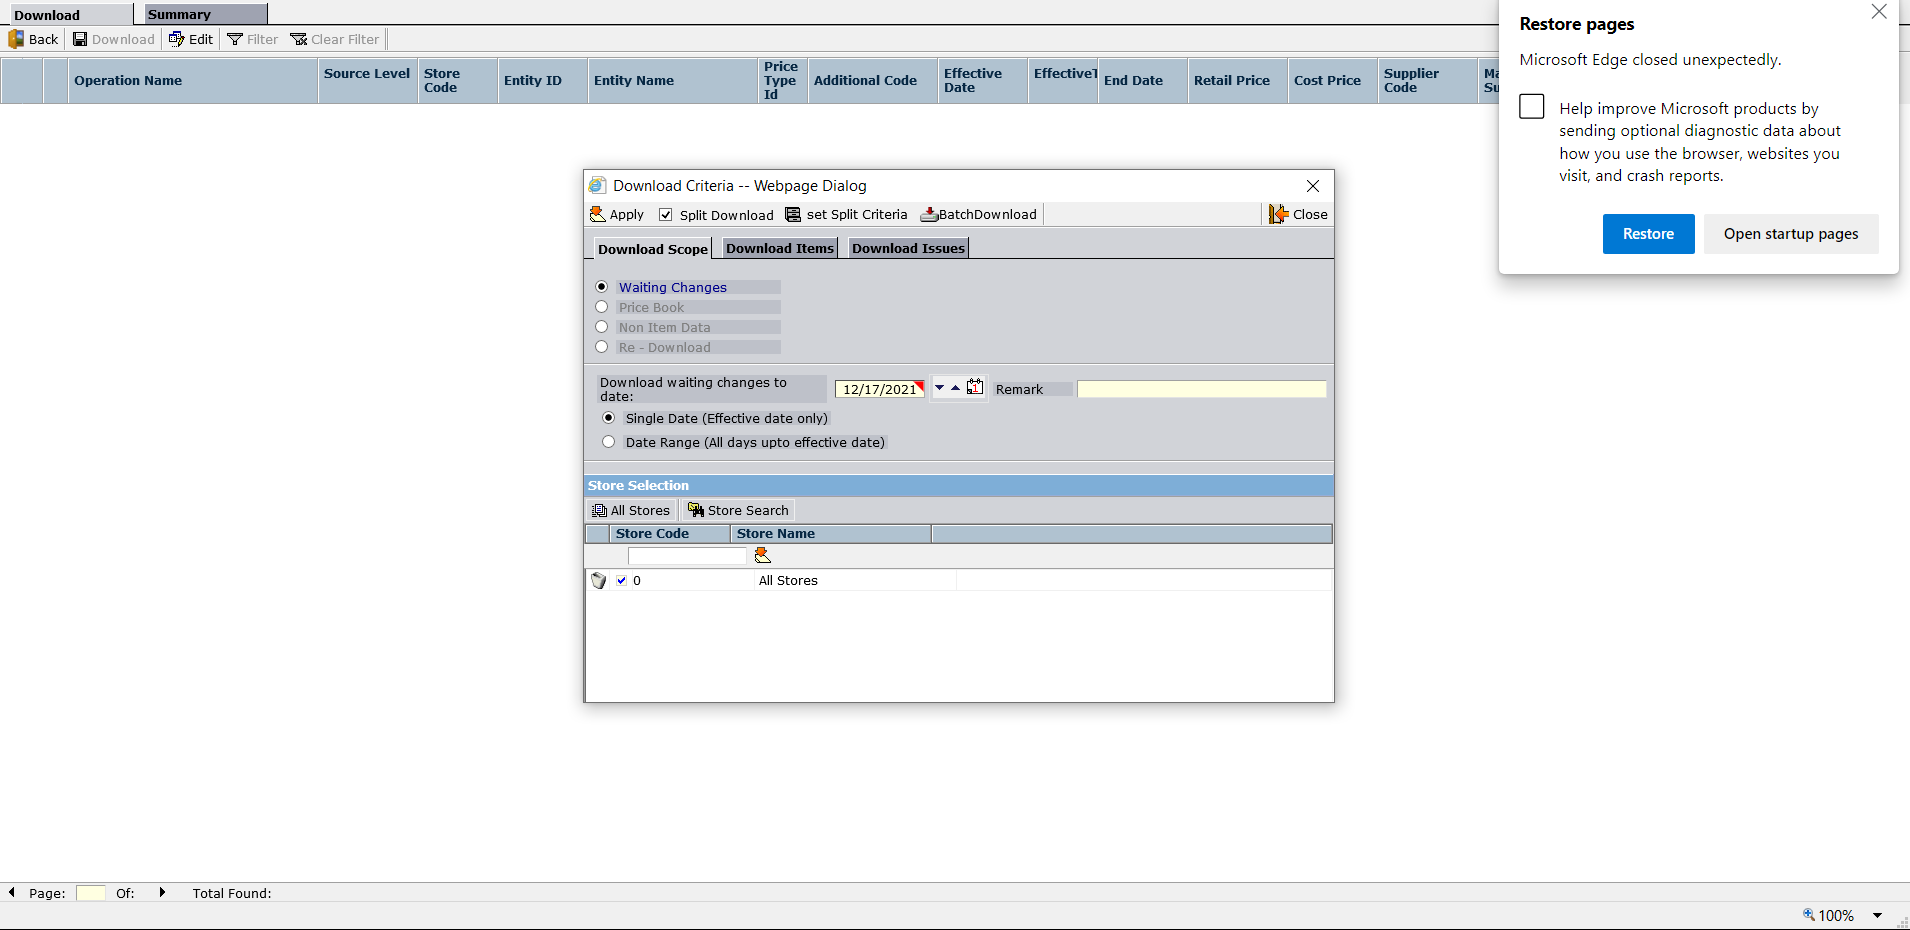 Download
Summary
Back
Download
Edit
Filter
Clear Filter
Operation Name
Source Level
Store
Code
Entity ID
Entity Name
Price
Type
Id
Additional Code
Effective
Date
EffectiveT
End Date
Retail Price
Cost Price
Supplier
Code
Ma
Su
Restore pages
Microsoft Edge closed unexpectedly.
Help improve Microsoft products by
sending optional diagnostic data about
how you use the browser, websites you
visit, and crash reports.
Restore
Open startup pages
Download Criteria -- Webpage Dialog
Apply
Split Download
set Split Criteria
BatchDownload
Close
Download Scope
Download Items
Download Issues
Waiting Changes
Price Book
Non Item Data
Re - Download
Download waiting changes to
date:
12/17/2021
1
Remark
Single Date (Effective date only)
Date Range (All days upto effective date)
Store Selection
All Stores
Store Search
Store Code
Store Name
0
All Stores
Page:
Of:
Total Found:
100%